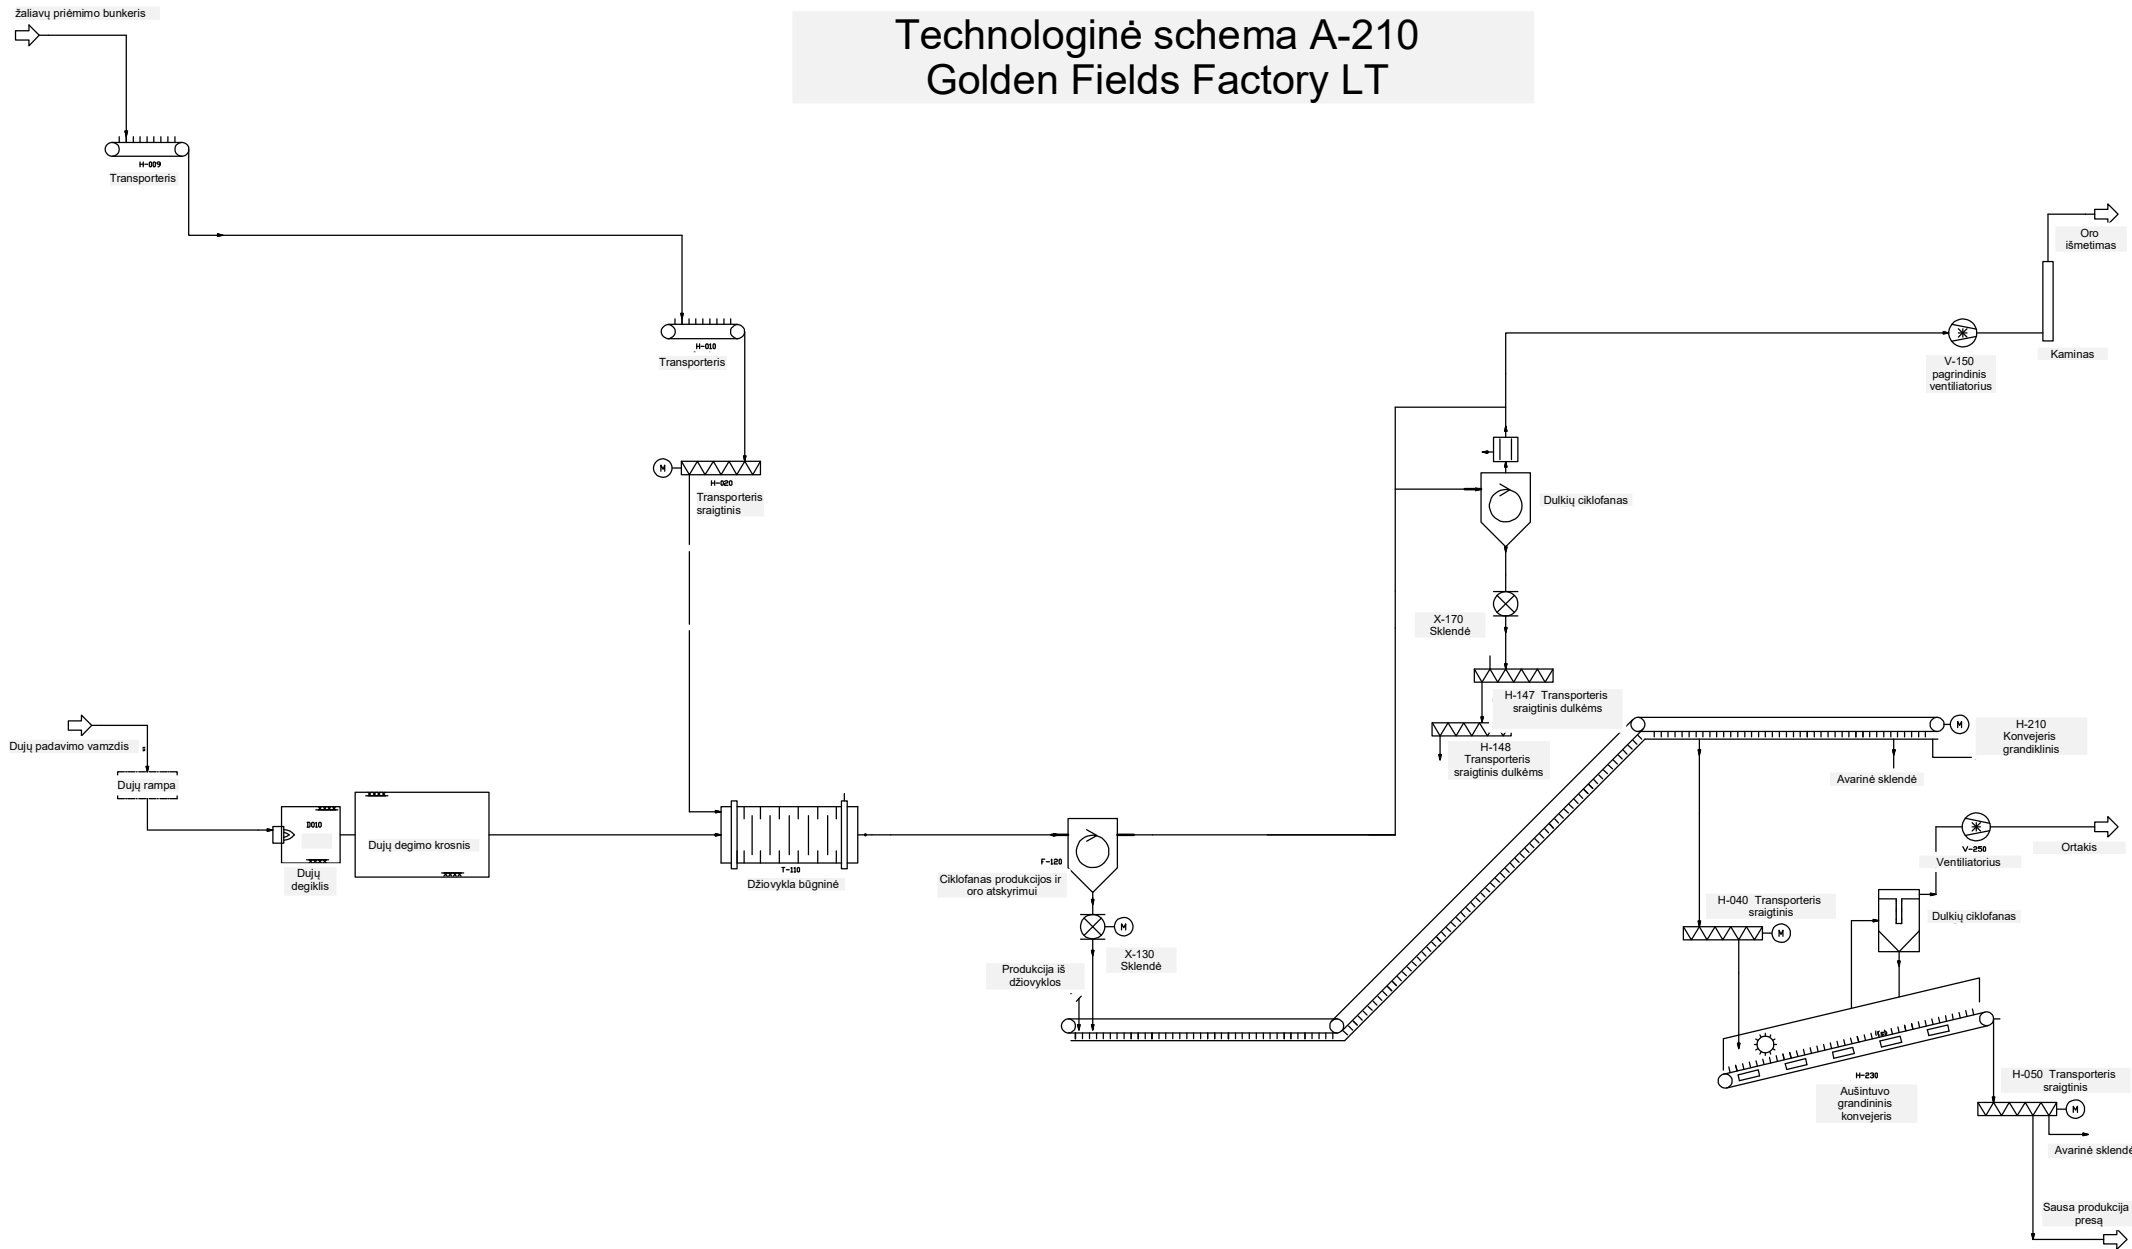 žaliavų priėmimo bunkeris
Technologinė schema A-210
Golden Fields Factory LT
H-009
Transporteris
Oro
išmetimas
H-010
Transporteris
Kaminas
V-150
pagrindinis
ventiliatorius
M
H-020
Transporteris
sraigtinis
Dulkių ciklofanas
X-170
Sklendė
H-147 Transporteris
sraigtinis dulkėms
H-148
Transporteris
sraigtinis dulkėms
M
H-210
Konvejeris
grandiklinis
Avarinė sklendė
Dujų padavimo vamzdis
s
Dujų rampa
D010
Dujų
degiklis
Dujų degimo krosnis
T-110
Džiovykla būgninė
F-120
Ciklofanas produkcijos ir
oro atskyrimui
M
X-130
Sklendė
Produkcija iš
džiovyklos
V-250
Ventiliatorius
Ortakis
H-040 Transporteris
sraigtinis
M
Dulkių ciklofanas
H-230
Aušintuvo
grandininis
konvejeris
H-050 Transporteris
sraigtinis
M
Avarinė sklendė
Sausa produkcija
presą